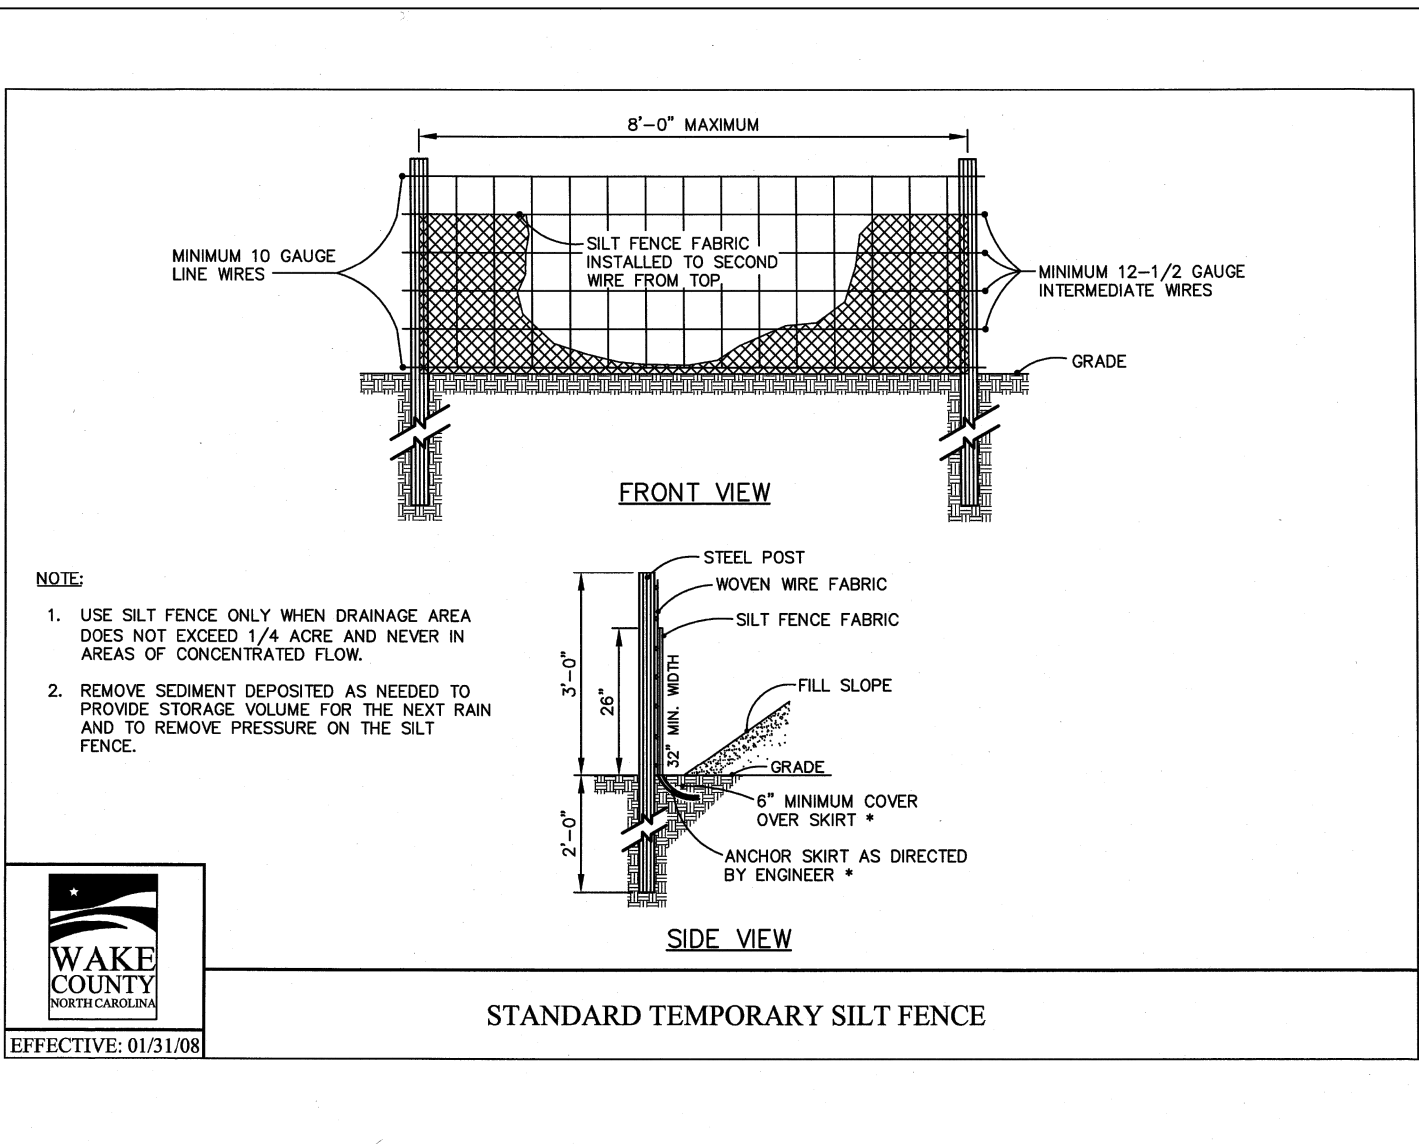 8'-0" MAXIMUM
MINIMUM 10 GAUGE
LINE WIRES
SILT FENCE FABRIC
INSTALLED TO SECOND
WIRE FROM TOP
MINIMUM 12-1/2 GAUGE
INTERMEDIATE WIRES
GRADE
FRONT VIEW
NOTE:
1. USE SILT FENCE ONLY WHEN DRAINAGE AREA
DOES NOT EXCEED 1/4 ACRE AND NEVER IN
AREAS OF CONCENTRATED FLOW.
2. REMOVE SEDIMENT DEPOSITED AS NEEDED TO
PROVIDE STORAGE VOLUME FOR THE NEXT RAIN
AND TO REMOVE PRESSURE ON THE SILT
FENCE.
STEEL POST
WOVEN WIRE FABRIC
SILT FENCE FABRIC
3'-0"
26"
32" MIN. WIDTH
FILL SLOPE
GRADE
6" MINIMUM COVER
OVER SKIRT *
2'-0"
ANCHOR SKIRT AS DIRECTED
BY ENGINEER *
SIDE VIEW
WAKE
COUNTY
NORTH CAROLINA
EFFECTIVE: 01/31/08
STANDARD TEMPORARY SILT FENCE